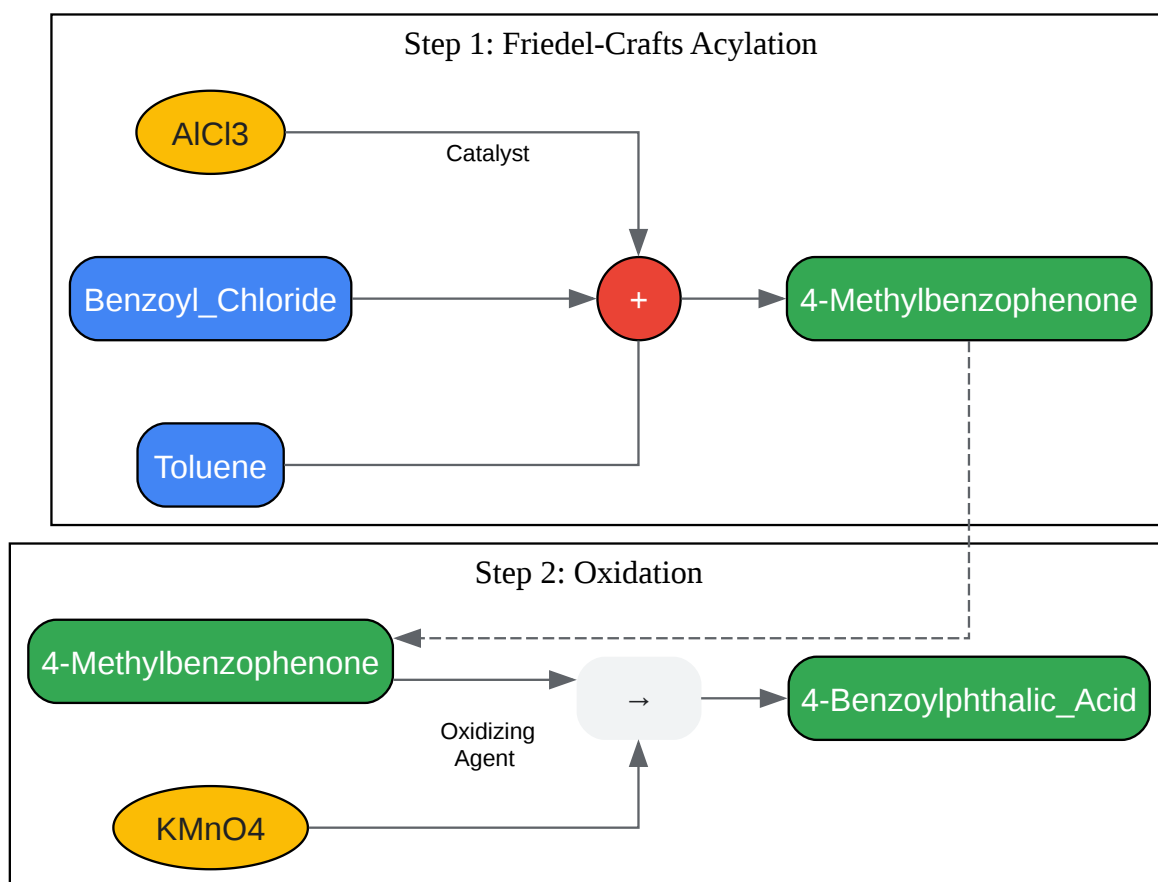 Step 1: Friedel-Crafts Acylation
AlCl3
Catalyst
Benzoyl_Chloride
+
4-Methylbenzophenone
Toluene
Step 2: Oxidation
4-Methylbenzophenone
→
4-Benzoylphthalic_Acid
Oxidizing
Agent
KMnO4